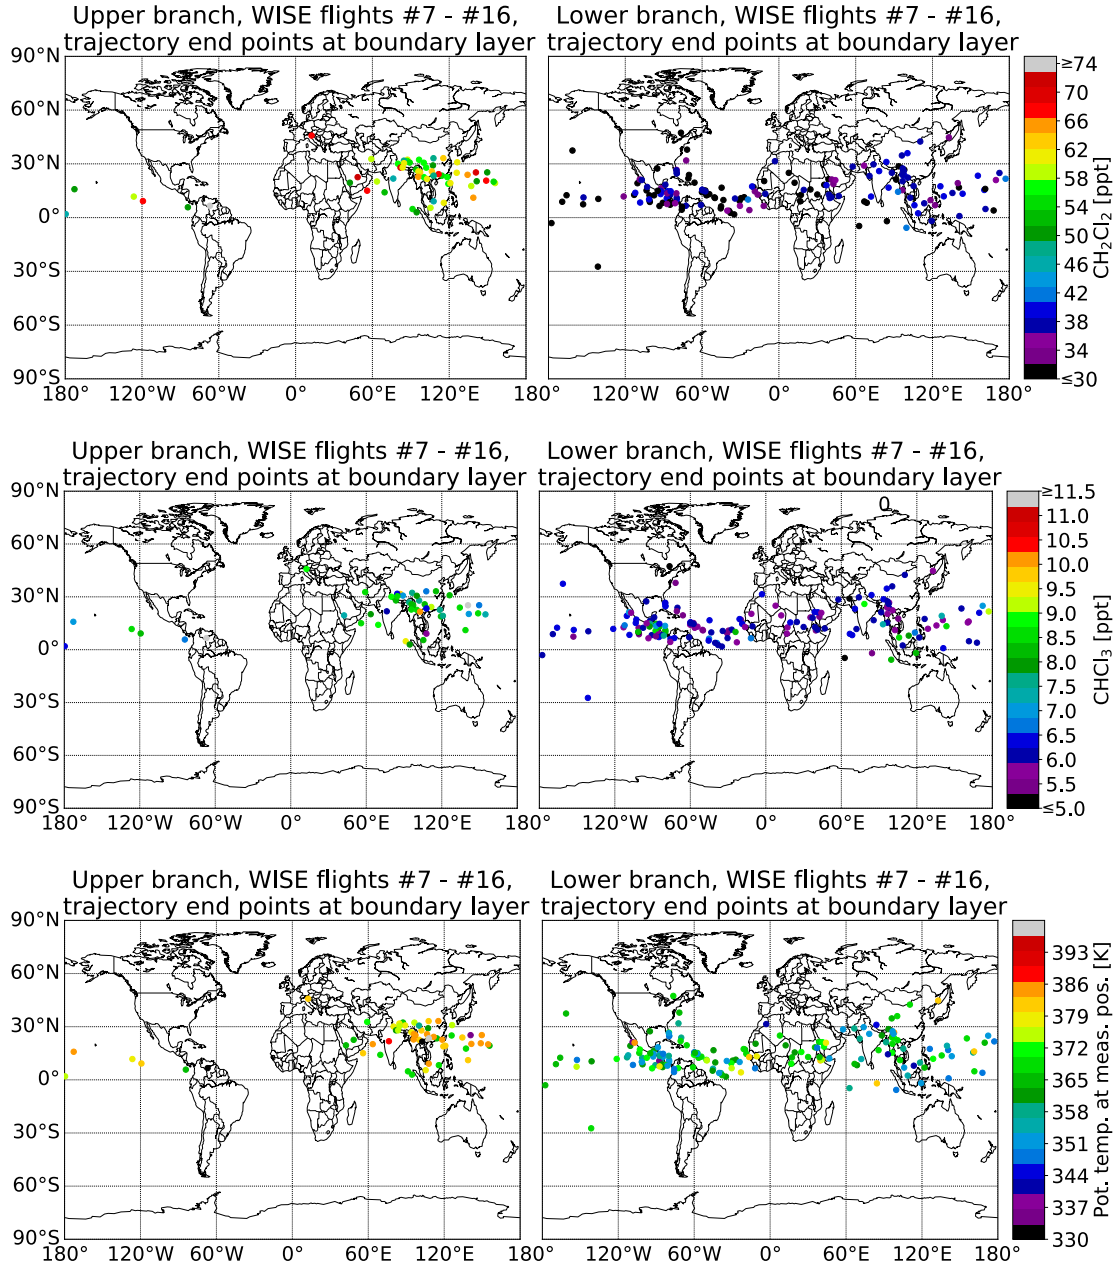 Upper branch, WISE flights #7 - #16,
trajectory end points at boundary layer
Lower branch, WISE flights #7 - #16,
trajectory end points at boundary layer
90°N
60°N
30°N
0°
30°S
60°S
90°S
180°
120°W
60°W
0°
60°E
120°E
180°
120°W
60°W
0°
60°E
120°E
180°
≥74
70
66
62
58
54
50
46
42
38
34
≤30
CH₂Cl₂ [ppt]
Upper branch, WISE flights #7 - #16,
trajectory end points at boundary layer
Lower branch, WISE flights #7 - #16,
trajectory end points at boundary layer
90°N
60°N
30°N
0°
30°S
60°S
90°S
0
180°
120°W
60°W
0°
60°E
120°E
180°
120°W
60°W
0°
60°E
120°E
180°
≥11.5
11.0
10.5
10.0
9.5
9.0
8.5
8.0
7.5
7.0
6.5
6.0
5.5
≤5.0
CHCl₃ [ppt]
Upper branch, WISE flights #7 - #16,
trajectory end points at boundary layer
Lower branch, WISE flights #7 - #16,
trajectory end points at boundary layer
90°N
60°N
30°N
0°
30°S
60°S
90°S
180°
120°W
60°W
0°
60°E
120°E
180°
120°W
60°W
0°
60°E
120°E
180°
393
386
379
372
365
358
351
344
337
330
Pot. temp. at meas. pos. [K]